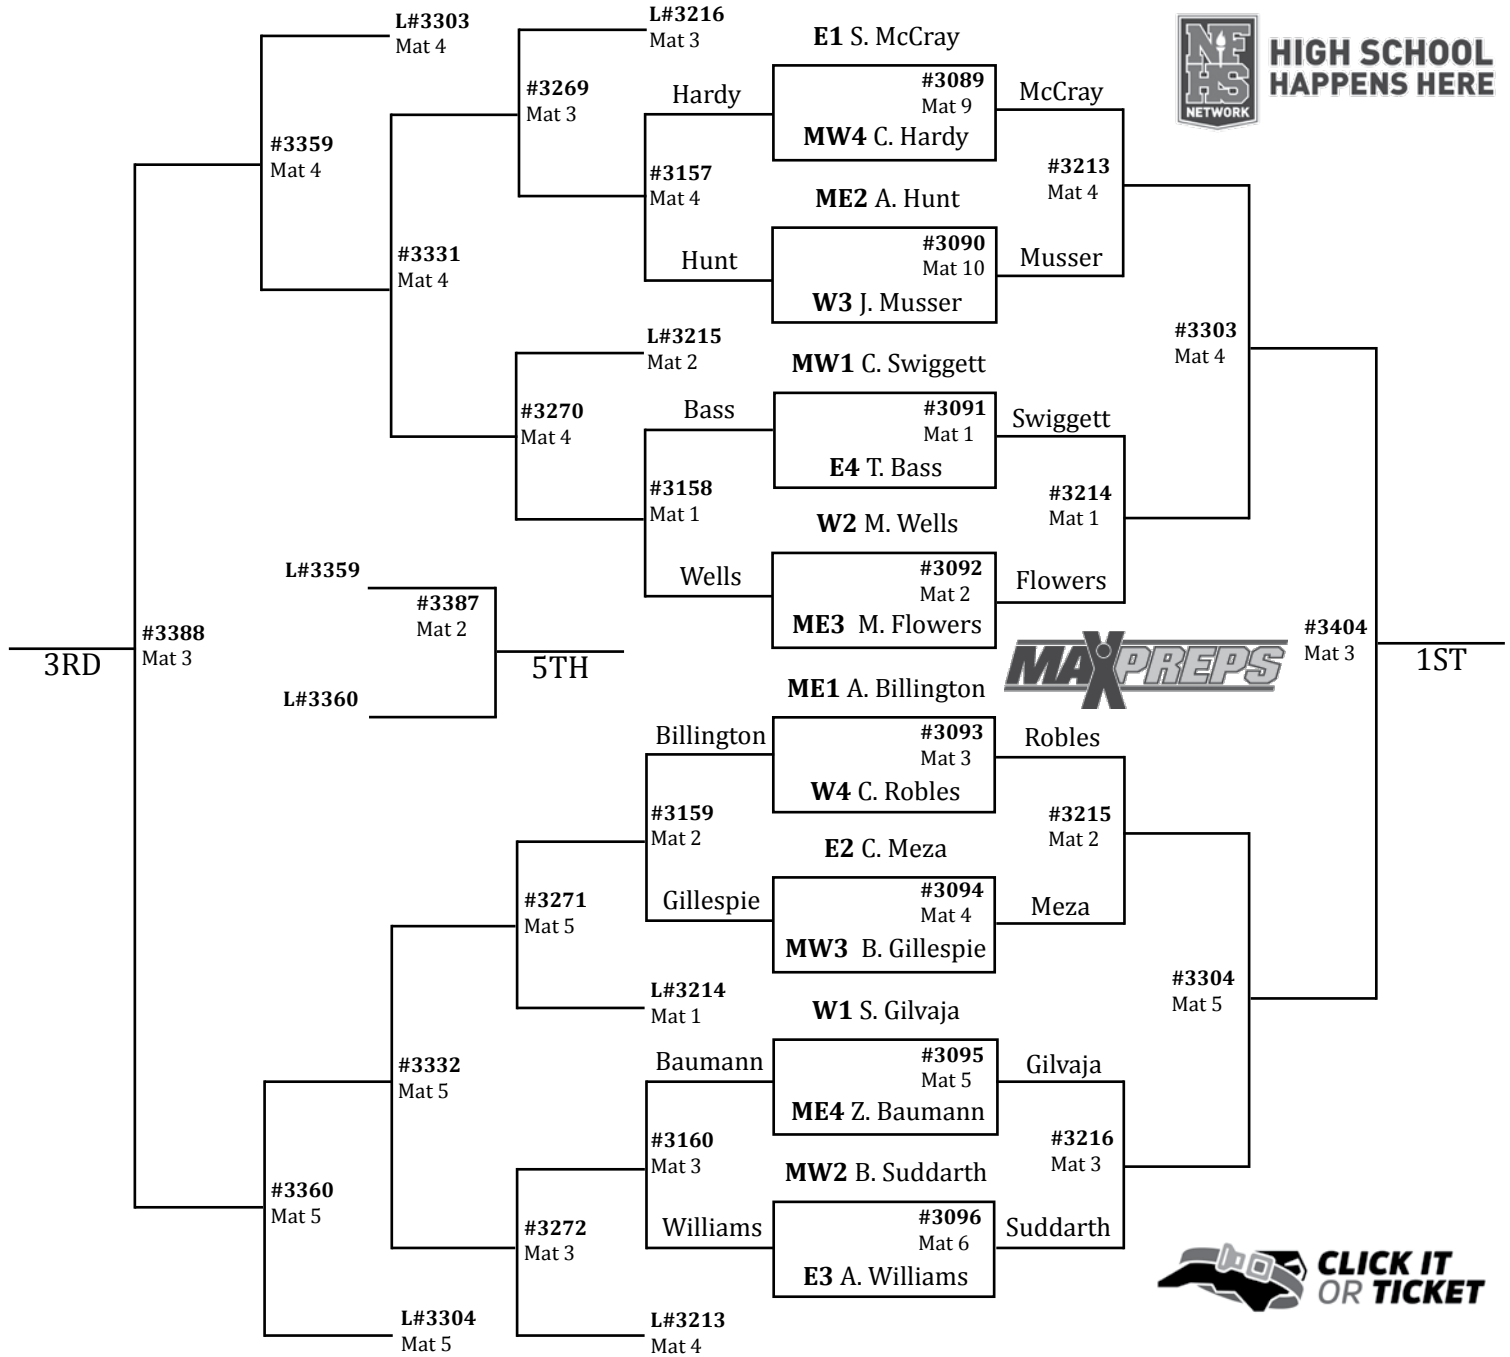 L#3303
Mat 4
L#3216
Mat 3
E1 S. McCray
HIGH SCHOOL
HAPPENS HERE
NF
HS
NETWORK
#3269
Mat 3
Hardy
#3089
Mat 9
McCray
MW4 C. Hardy
#3359
Mat 4
#3157
Mat 4
#3213
Mat 4
ME2 A. Hunt
#3331
Mat 4
Hunt
#3090
Mat 10
Musser
W3 J. Musser
L#3215
Mat 2
#3303
Mat 4
MW1 C. Swiggett
#3270
Mat 4
Bass
#3091
Mat 1
Swiggett
E4 T. Bass
#3158
Mat 1
#3214
Mat 1
W2 M. Wells
L#3359
Wells
#3092
Mat 2
Flowers
ME3 M. Flowers
#3387
Mat 2
#3388
Mat 3
3RD
5TH
MAXPREPS
#3404
Mat 3
1ST
L#3360
ME1 A. Billington
Billington
#3093
Mat 3
Robles
W4 C. Robles
#3159
Mat 2
#3215
Mat 2
E2 C. Meza
#3271
Mat 5
Gillespie
#3094
Mat 4
Meza
MW3 B. Gillespie
L#3214
Mat 1
#3304
Mat 5
W1 S. Gilvaja
#3332
Mat 5
Baumann
#3095
Mat 5
Gilvaja
ME4 Z. Baumann
#3160
Mat 3
#3216
Mat 3
MW2 B. Suddarth
#3360
Mat 5
#3272
Mat 3
Williams
#3096
Mat 6
Suddarth
E3 A. Williams
CLICK IT
OR TICKET
L#3304
Mat 5
L#3213
Mat 4